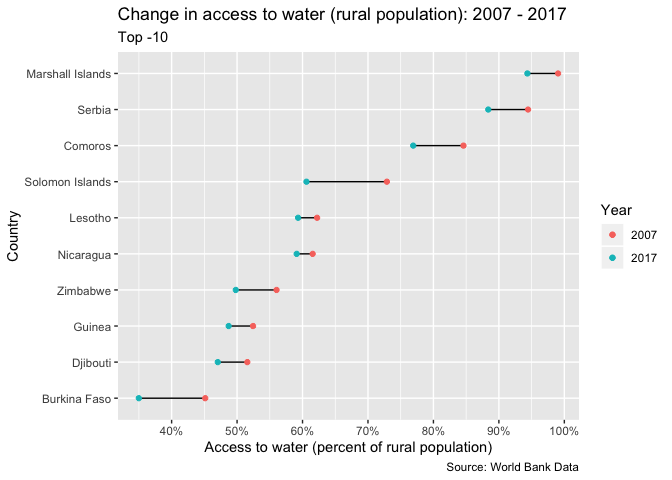 Change in access to water (rural population): 2007 - 2017
Top -10
Country
Marshall Islands
Serbia
Comoros
Solomon Islands
Lesotho
Nicaragua
Zimbabwe
Guinea
Djibouti
Burkina Faso
40% 50% 60% 70% 80% 90% 100%
Access to water (percent of rural population)
Year
2007
2017
Source: World Bank Data